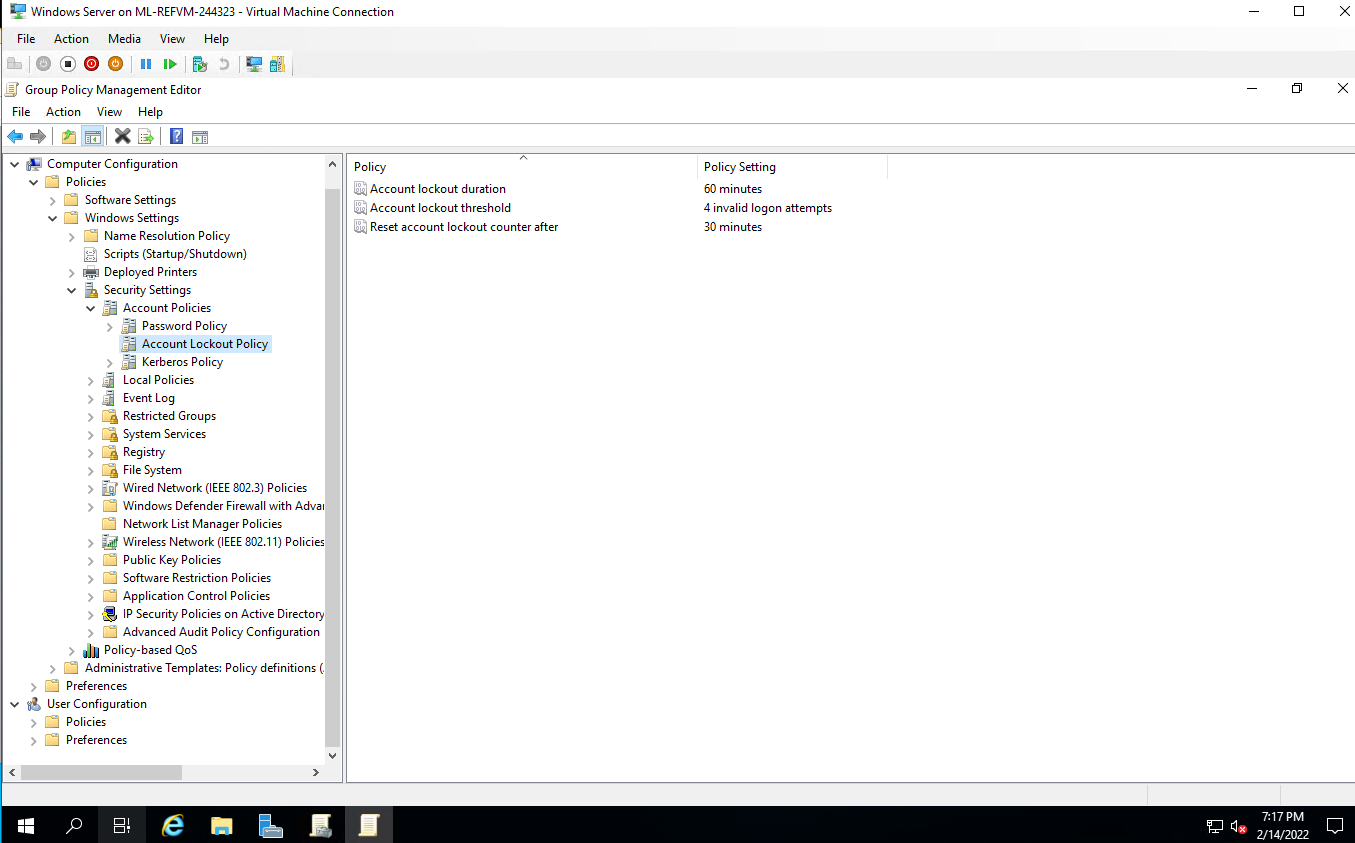 Windows Server on ML-REFVM-244323 - Virtual Machine Connection
File Action Media View Help
Group Policy Management Editor
File Action View Help
Computer Configuration
Policies
Software Settings
Windows Settings
Name Resolution Policy
Scripts (Startup/Shutdown)
Deployed Printers
Security Settings
Account Policies
Password Policy
Account Lockout Policy
Kerberos Policy
Local Policies
Event Log
Restricted Groups
System Services
Registry
File System
Wired Network (IEEE 802.3) Policies
Windows Defender Firewall with Advar
Network List Manager Policies
Wireless Network (IEEE 802.11) Policies
Public Key Policies
Software Restriction Policies
Application Control Policies
IP Security Policies on Active Directory
Advanced Audit Policy Configuration
Policy-based QoS
Administrative Templates: Policy definitions (.
Preferences
User Configuration
Policies
Preferences
Policy Policy Setting
Account lockout duration 60 minutes
Account lockout threshold 4 invalid logon attempts
Reset account lockout counter after 30 minutes
7:17 PM
2/14/2022